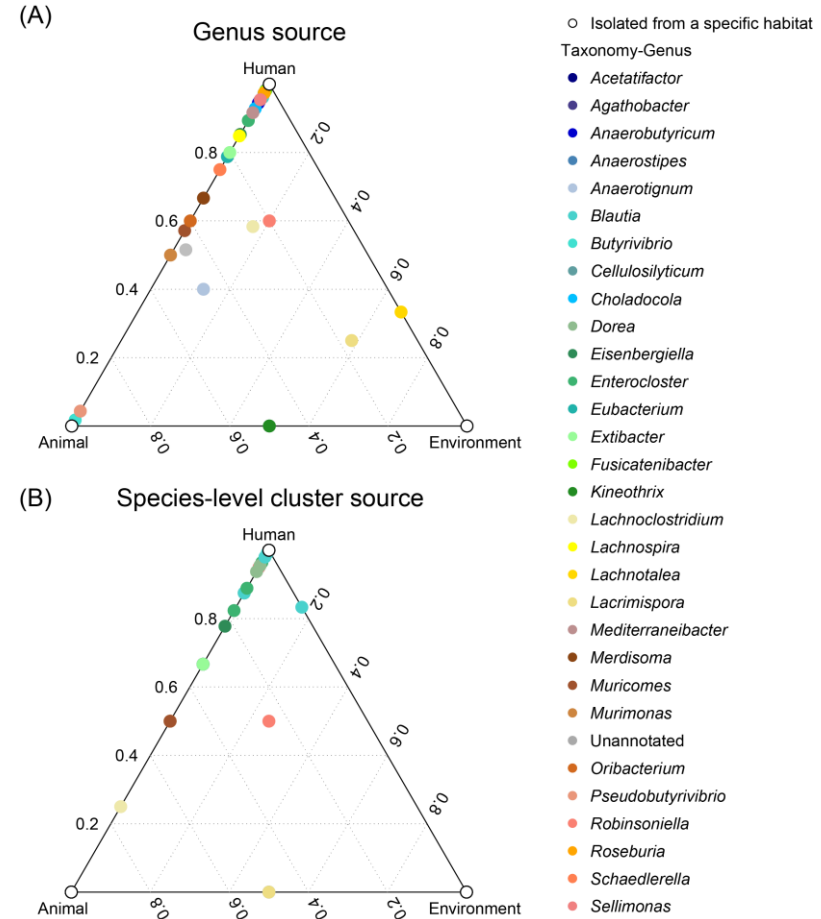 (A)
Genus source
Human
0.8
0.6
0.4
0.2
0.2
0.4
0.6
0.8
Animal
0.8
0.6
0.4
0.2
Environment
(B)
Species-level cluster source
Human
0.8
0.6
0.4
0.2
0.2
0.4
0.6
0.8
Animal
0.8
0.6
0.4
0.2
Environment
Isolated from a specific habitat
Taxonomy-Genus
Acetatifactor
Agathobacter
Anaerobutyricum
Anaerostipes
Anaerotignum
Blautia
Butyrivibrio
Cellulosilyticum
Choladocola
Dorea
Eisenbergiella
Enterocloster
Eubacterium
Extibacter
Fusicatenibacter
Kineothrix
Lachnoclostridium
Lachnospira
Lachnotalea
Lacrimispora
Mediterraneibacter
Merdisoma
Muricomes
Murimonas
Unannotated
Oribacterium
Pseudobutyrivibrio
Robinsoniella
Roseburia
Schaedlerella
Sellimonas